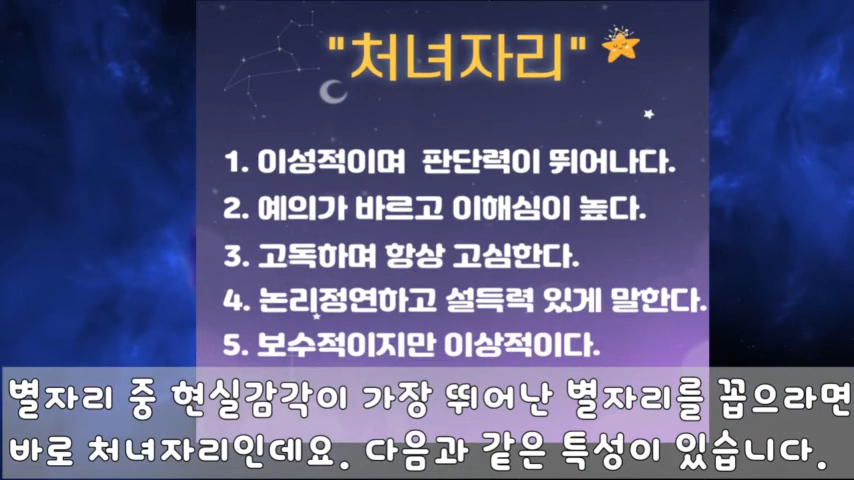 "처녀자리"
1. 이성적이며 판단력이 뛰어나다.
2. 예의가 바르고 이해심이 높다.
3. 고독하며 항상 고심한다.
4. 논리정연하고 설득력 있게 말한다.
5. 보수적이지만 이상적이다.
별자리 중 현실감각이 가장 뛰어난 별자리를 꼽으라면
바로 처녀자리인데요. 다음과 같은 특성이 있습니다.